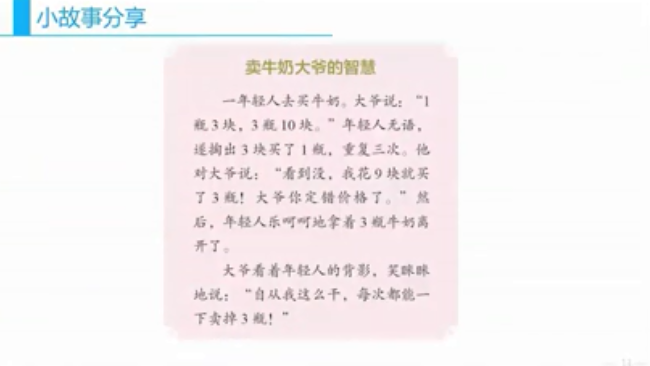 小故事分享
卖牛奶大爷的智慧
一年轻人去买牛奶。大爷说：“1
瓶3块，3瓶10块。”年轻人无语，
遂掏出3块买了1瓶，重复三次。他
对大爷说：“看到没，我花9块就买
了3瓶！大爷你定错价格了。”然
后，年轻人乐呵呵地拿着3瓶牛奶离
开了。
大爷看着年轻人的背影，笑眯眯
地说：“自从我这么干，每次都能一
下卖掉3瓶！”